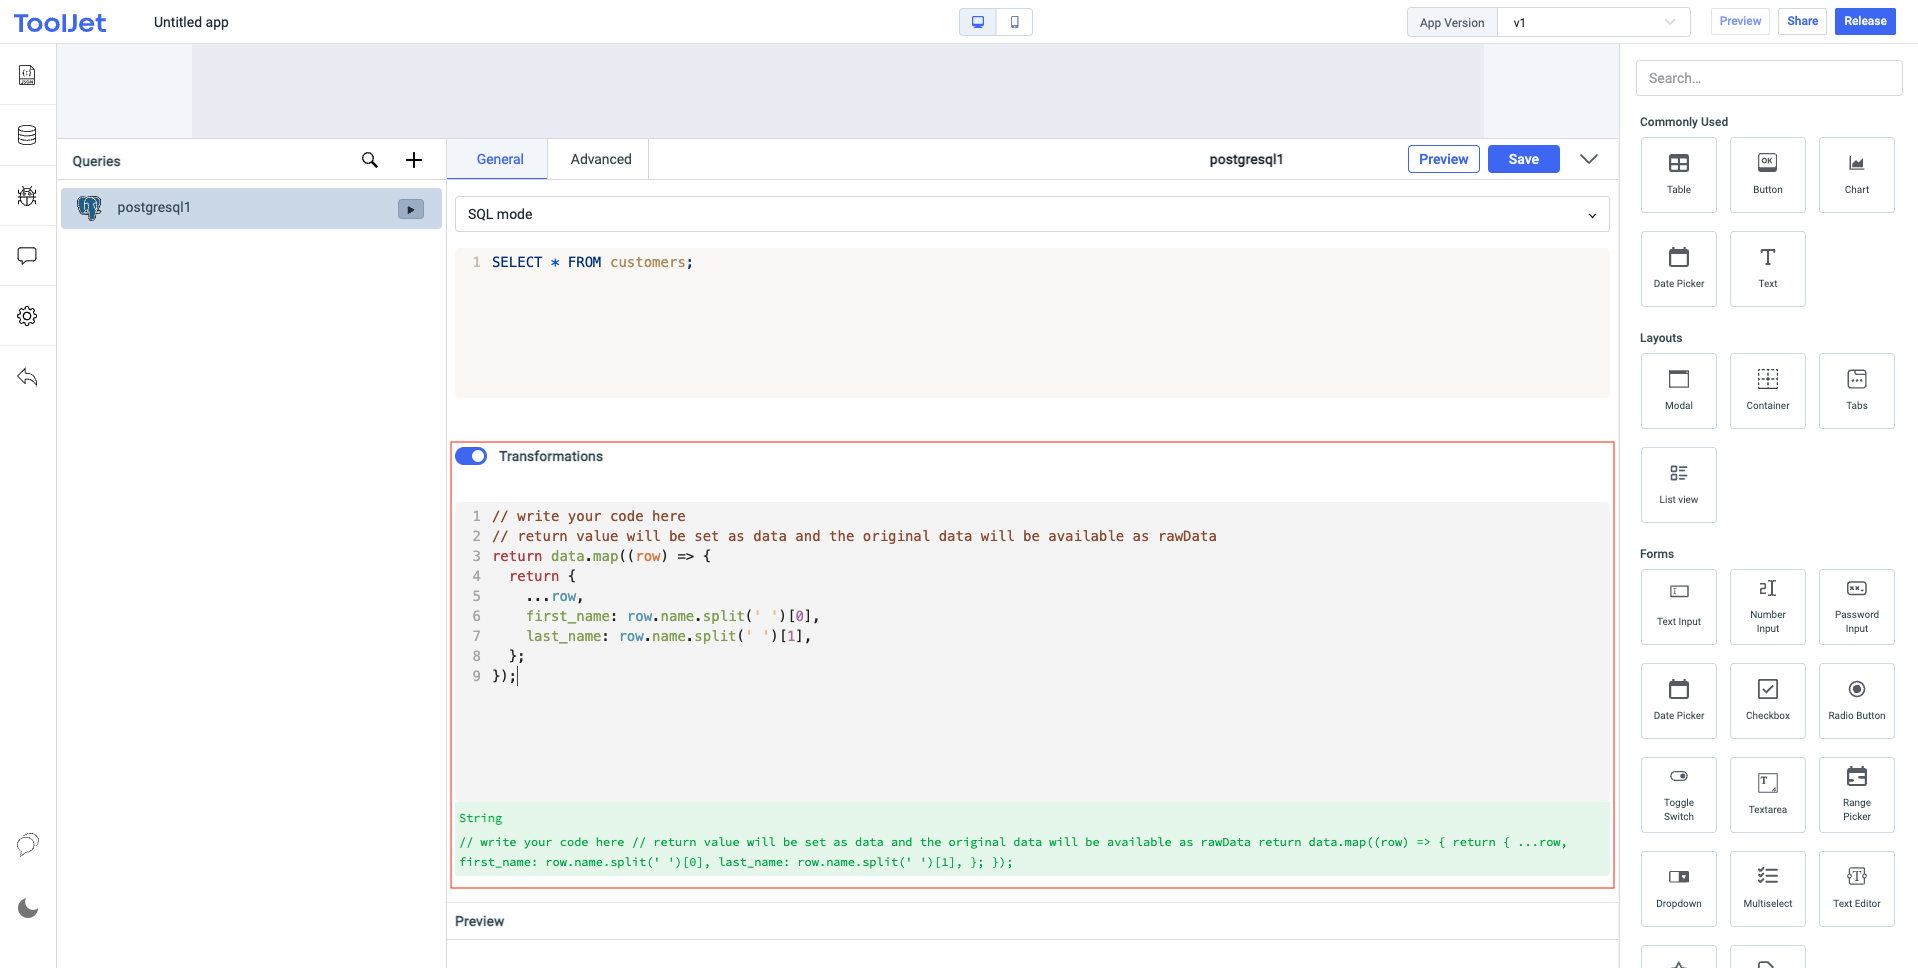 ToolJet
Untitled app
App Version
v1
Preview
Share
Release
Queries
postgresql1
General
Advanced
postgresql1
Preview
Save
SQL mode
1 SELECT * FROM customers;
Transformations
1 // write your code here
2 // return value will be set as data and the original data will be available as rawData
3 return data.map((row) => {
4   return {
5     ...row,
6     first_name: row.name.split(' ')[0],
7     last_name: row.name.split(' ')[1],
8   };
9 });
String
// write your code here // return value will be set as data and the original data will be available as rawData return data.map((row) => { return { ...row,
first_name: row.name.split(' ')[0], last_name: row.name.split(' ')[1], }; });
Preview
Search...
Commonly Used
Table
OK
Button
Chart
Date Picker
Text
Layouts
Modal
Container
Tabs
List view
Forms
Text Input
Number
Input
Password
Input
Date Picker
Checkbox
Radio Button
Toggle
Switch
Textarea
Range
Picker
Dropdown
Multiselect
Text Editor